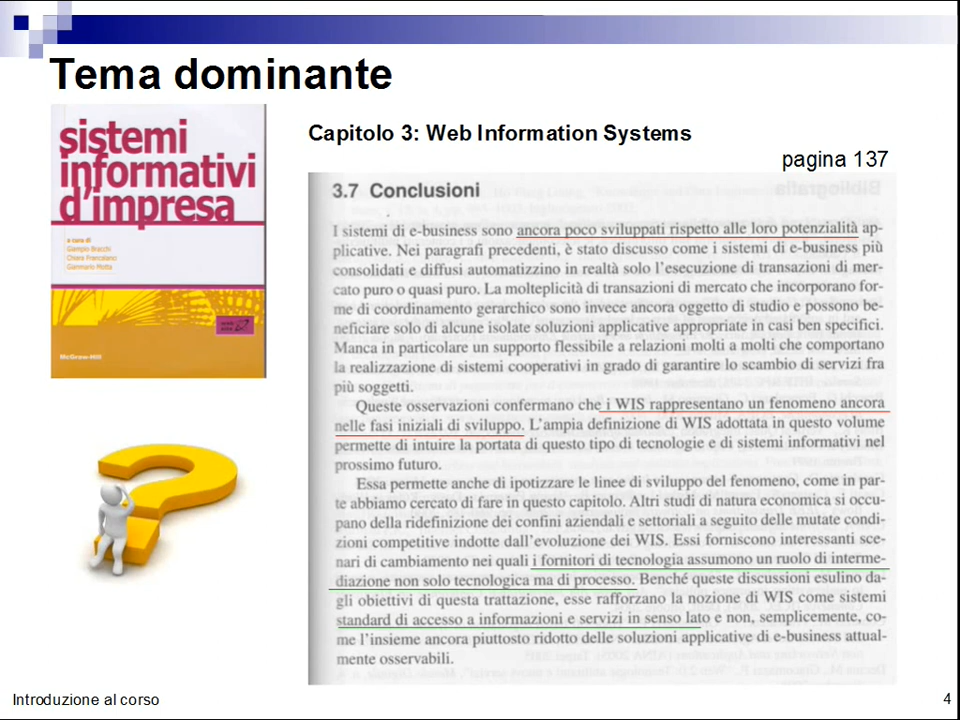 Tema dominante
sistemi
informativi
d'impresa
a cura di
Giampio Bracchi
Chiara Francalanci
Gianmario Motta
McGraw-Hill
Capitolo 3: Web Information Systems
pagina 137
3.7 Conclusioni
I sistemi di e-business sono ancora poco sviluppati rispetto alle loro potenzialità ap-
plicative. Nei paragrafi precedenti, è stato discusso come i sistemi di e-business più
consolidati e diffusi automatizzino in realtà solo l'esecuzione di transazioni di mer-
cato puro o quasi puro. La molteplicità di transazioni di mercato che incorporano for-
me di coordinamento gerarchico sono invece ancora oggetto di studio e possono be-
neficiare solo di alcune isolate soluzioni applicative appropriate in casi ben specifici.
Manca in particolare un supporto flessibile a relazioni molti a molti che comportano
la realizzazione di sistemi cooperativi in grado di garantire lo scambio di servizi fra
più soggetti.
Queste osservazioni confermano che i WIS rappresentano un fenomeno ancora
nelle fasi iniziali di sviluppo. L'ampia definizione di WIS adottata in questo volume
permette di intuire la portata di questo tipo di tecnologie e di sistemi informativi nel
prossimo futuro.
Essa permette anche di ipotizzare le linee di sviluppo del fenomeno, come in par-
te abbiamo cercato di fare in questo capitolo. Altri studi di natura economica si occu-
pano della ridefinizione dei confini aziendali e settoriali a seguito delle mutate condi-
zioni competitive indotte dall'evoluzione dei WIS. Essi forniscono interessanti sce-
nari di cambiamento nei quali i fornitori di tecnologia assumono un ruolo di interme-
diazione non solo tecnologica ma di processo. Benché queste discussioni esulino da-
gli obiettivi di questa trattazione, esse rafforzano la nozione di WIS come sistemi
standard di accesso a informazioni e servizi in senso lato e non, semplicemente, co-
me l'insieme ancora piuttosto ridotto delle soluzioni applicative di e-business attual-
mente osservabili.
Introduzione al corso
4